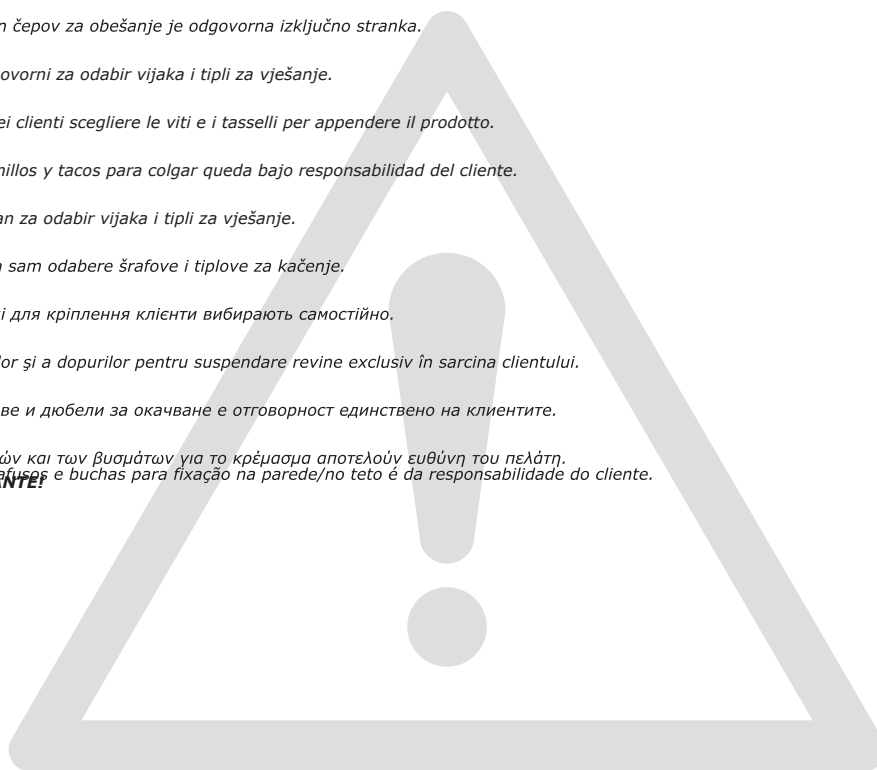 n čepov za obešanje je odgovorna izključno stranka.
ovorni za odabir vijaka i tipli za vješanje.
ei clienti scegliere le viti e i tasselli per appendere il prodotto.
nillos y tacos para colgar queda bajo responsabilidad del cliente.
an za odabir vijaka i tipli za vješanje.
sam odabere šrafove i tiplove za kačenje.
і для кріплення клієнти вибирають самостійно.
lor şi a dopurilor pentru suspendare revine exclusiv în sarcina clientului.
ве и дюбели за окачване е отговорност единствено на клиентите.
ών και των βυσμάτων για το κρέμασμα αποτελούν ευθύνη του πελάτη.
afusos e buchas para fixação na parede/no teto é da responsabilidade do cliente.
ANTE!